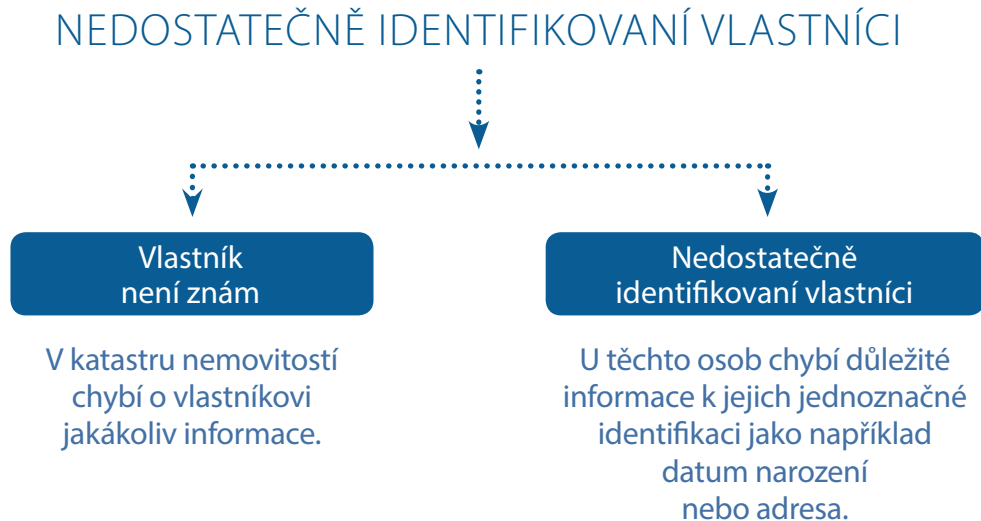 NEDOSTATEČNĚ IDENTIFIKOVANÍ VLASTNÍCI
Vlastník
není znám
V katastru nemovitostí
chybí o vlastníkovi
jakákoliv informace.
Nedostatečně
identifikovaní vlastníci
U těchto osob chybí důležité
informace k jejich jednoznačné
identifikaci jako například
datum narození
nebo adresa.